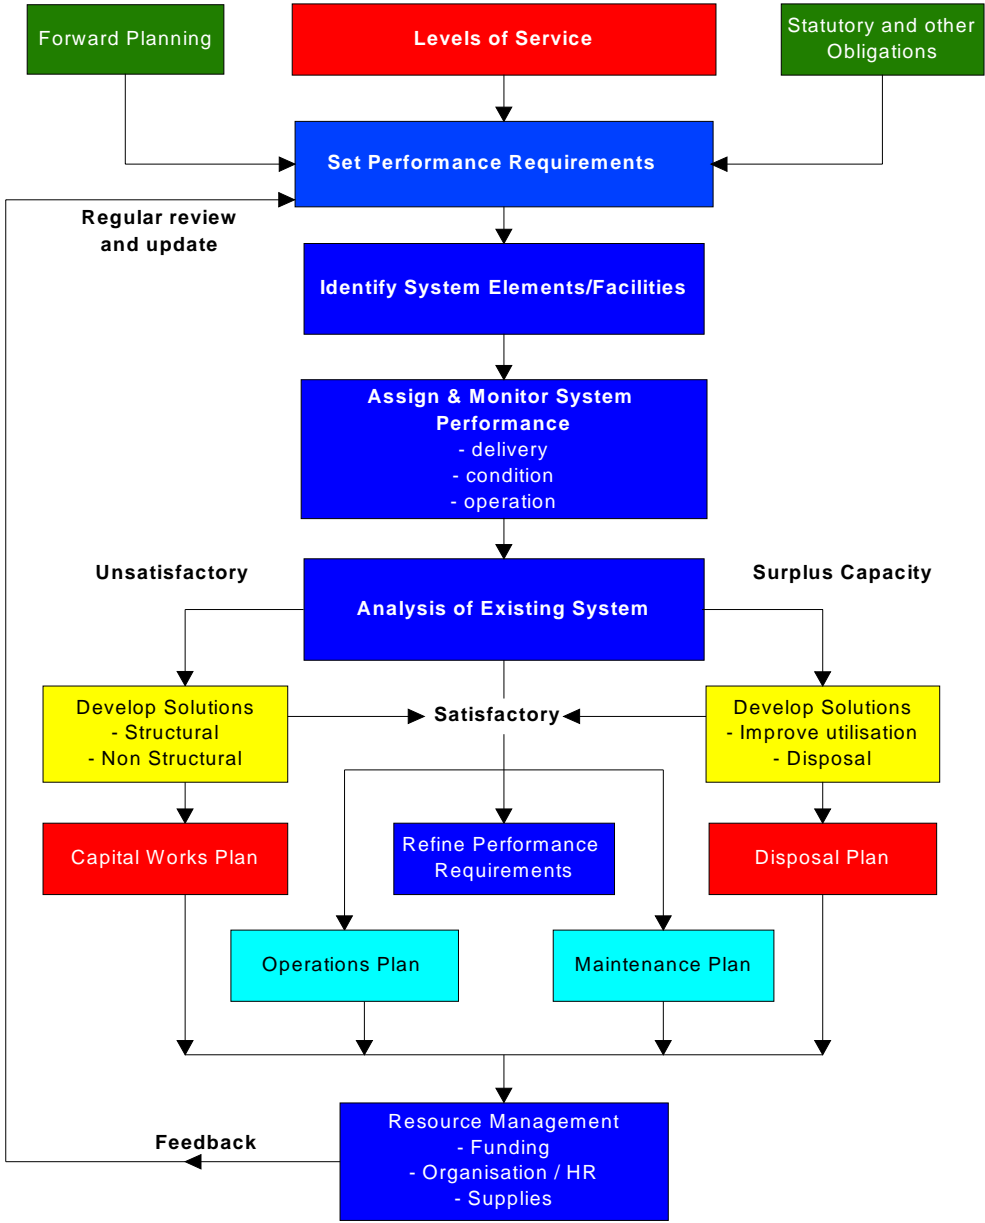 Forward Planning
Levels of Service
Statutory and other
Obligations
Set Performance Requirements
Regular review
and update
Identify System Elements/Facilities
Assign & Monitor System
Performance
- delivery
- condition
- operation
Unsatisfactory
Surplus Capacity
Analysis of Existing System
Develop Solutions
- Structural
- Non Structural
Satisfactory
Develop Solutions
- Improve utilisation
- Disposal
Capital Works Plan
Refine Performance
Requirements
Disposal Plan
Operations Plan
Maintenance Plan
Resource Management
- Funding
- Organisation / HR
- Supplies
Feedback